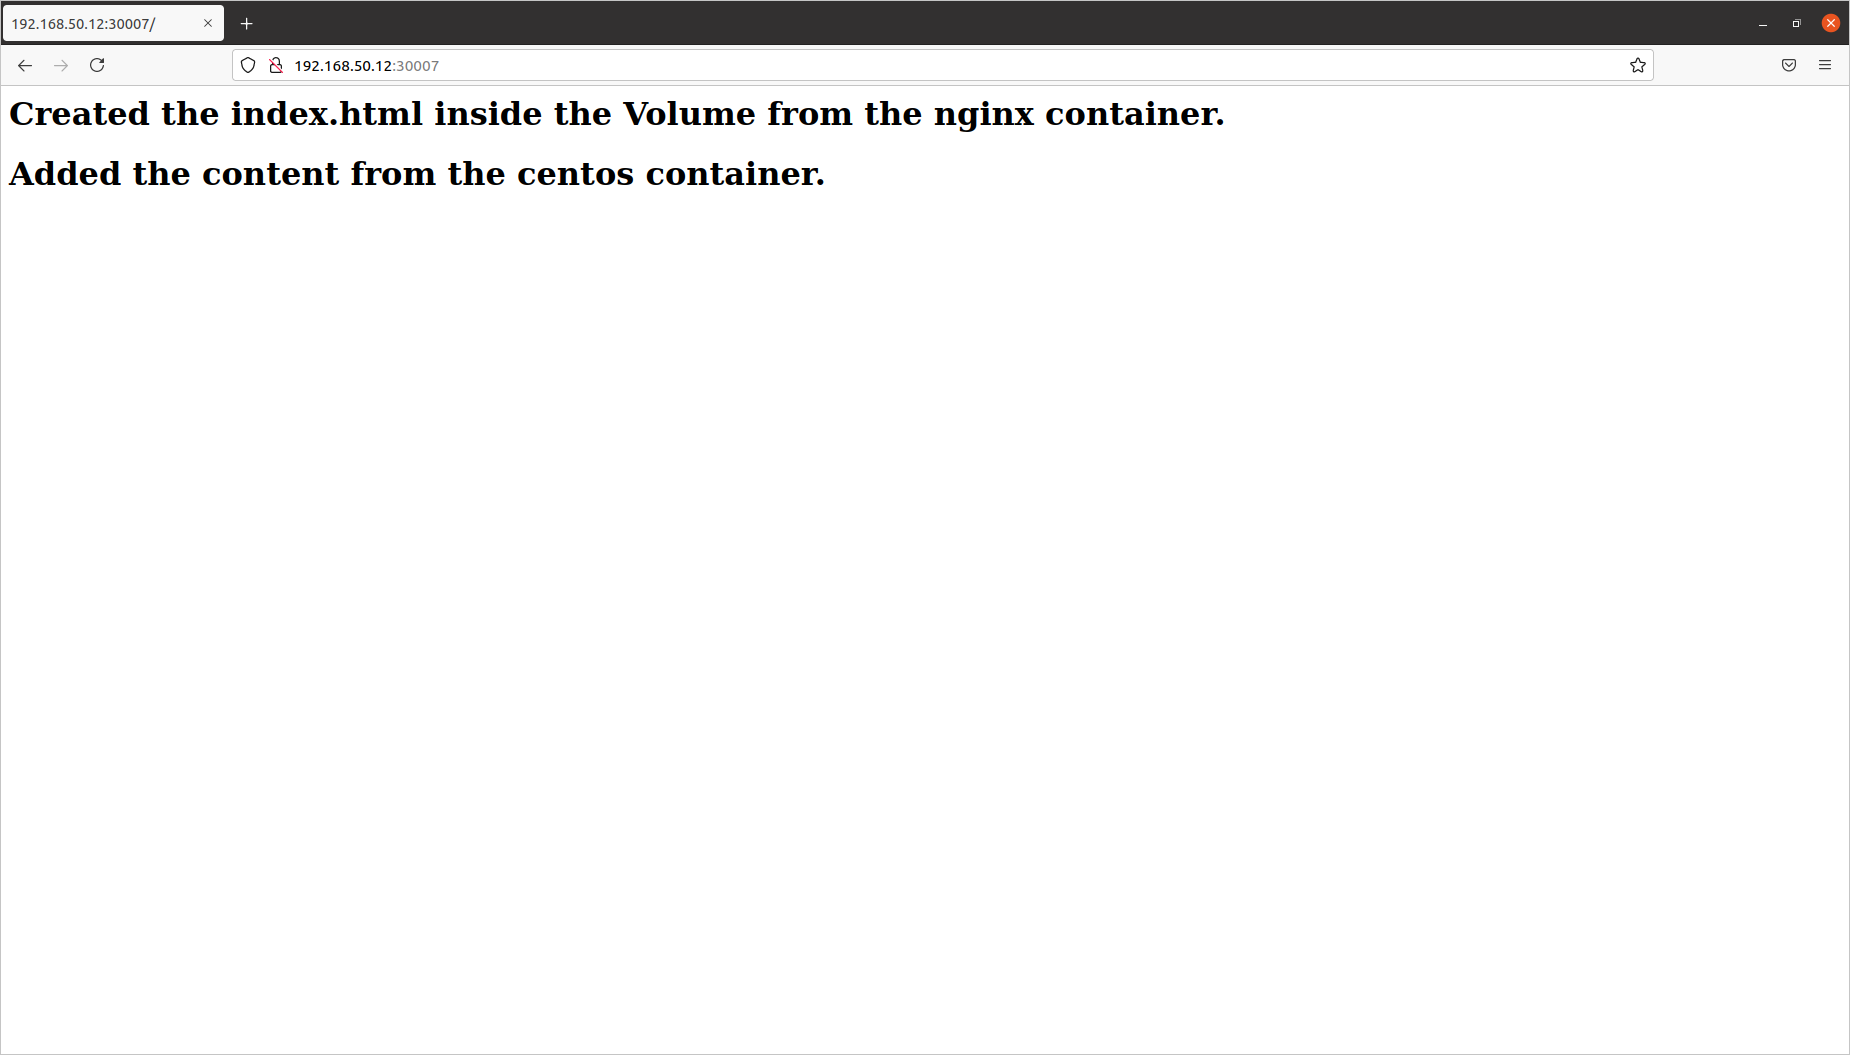 192.168.50.12:30007/
192.168.50.12:30007
Created the index.html inside the Volume from the nginx container.
Added the content from the centos container.